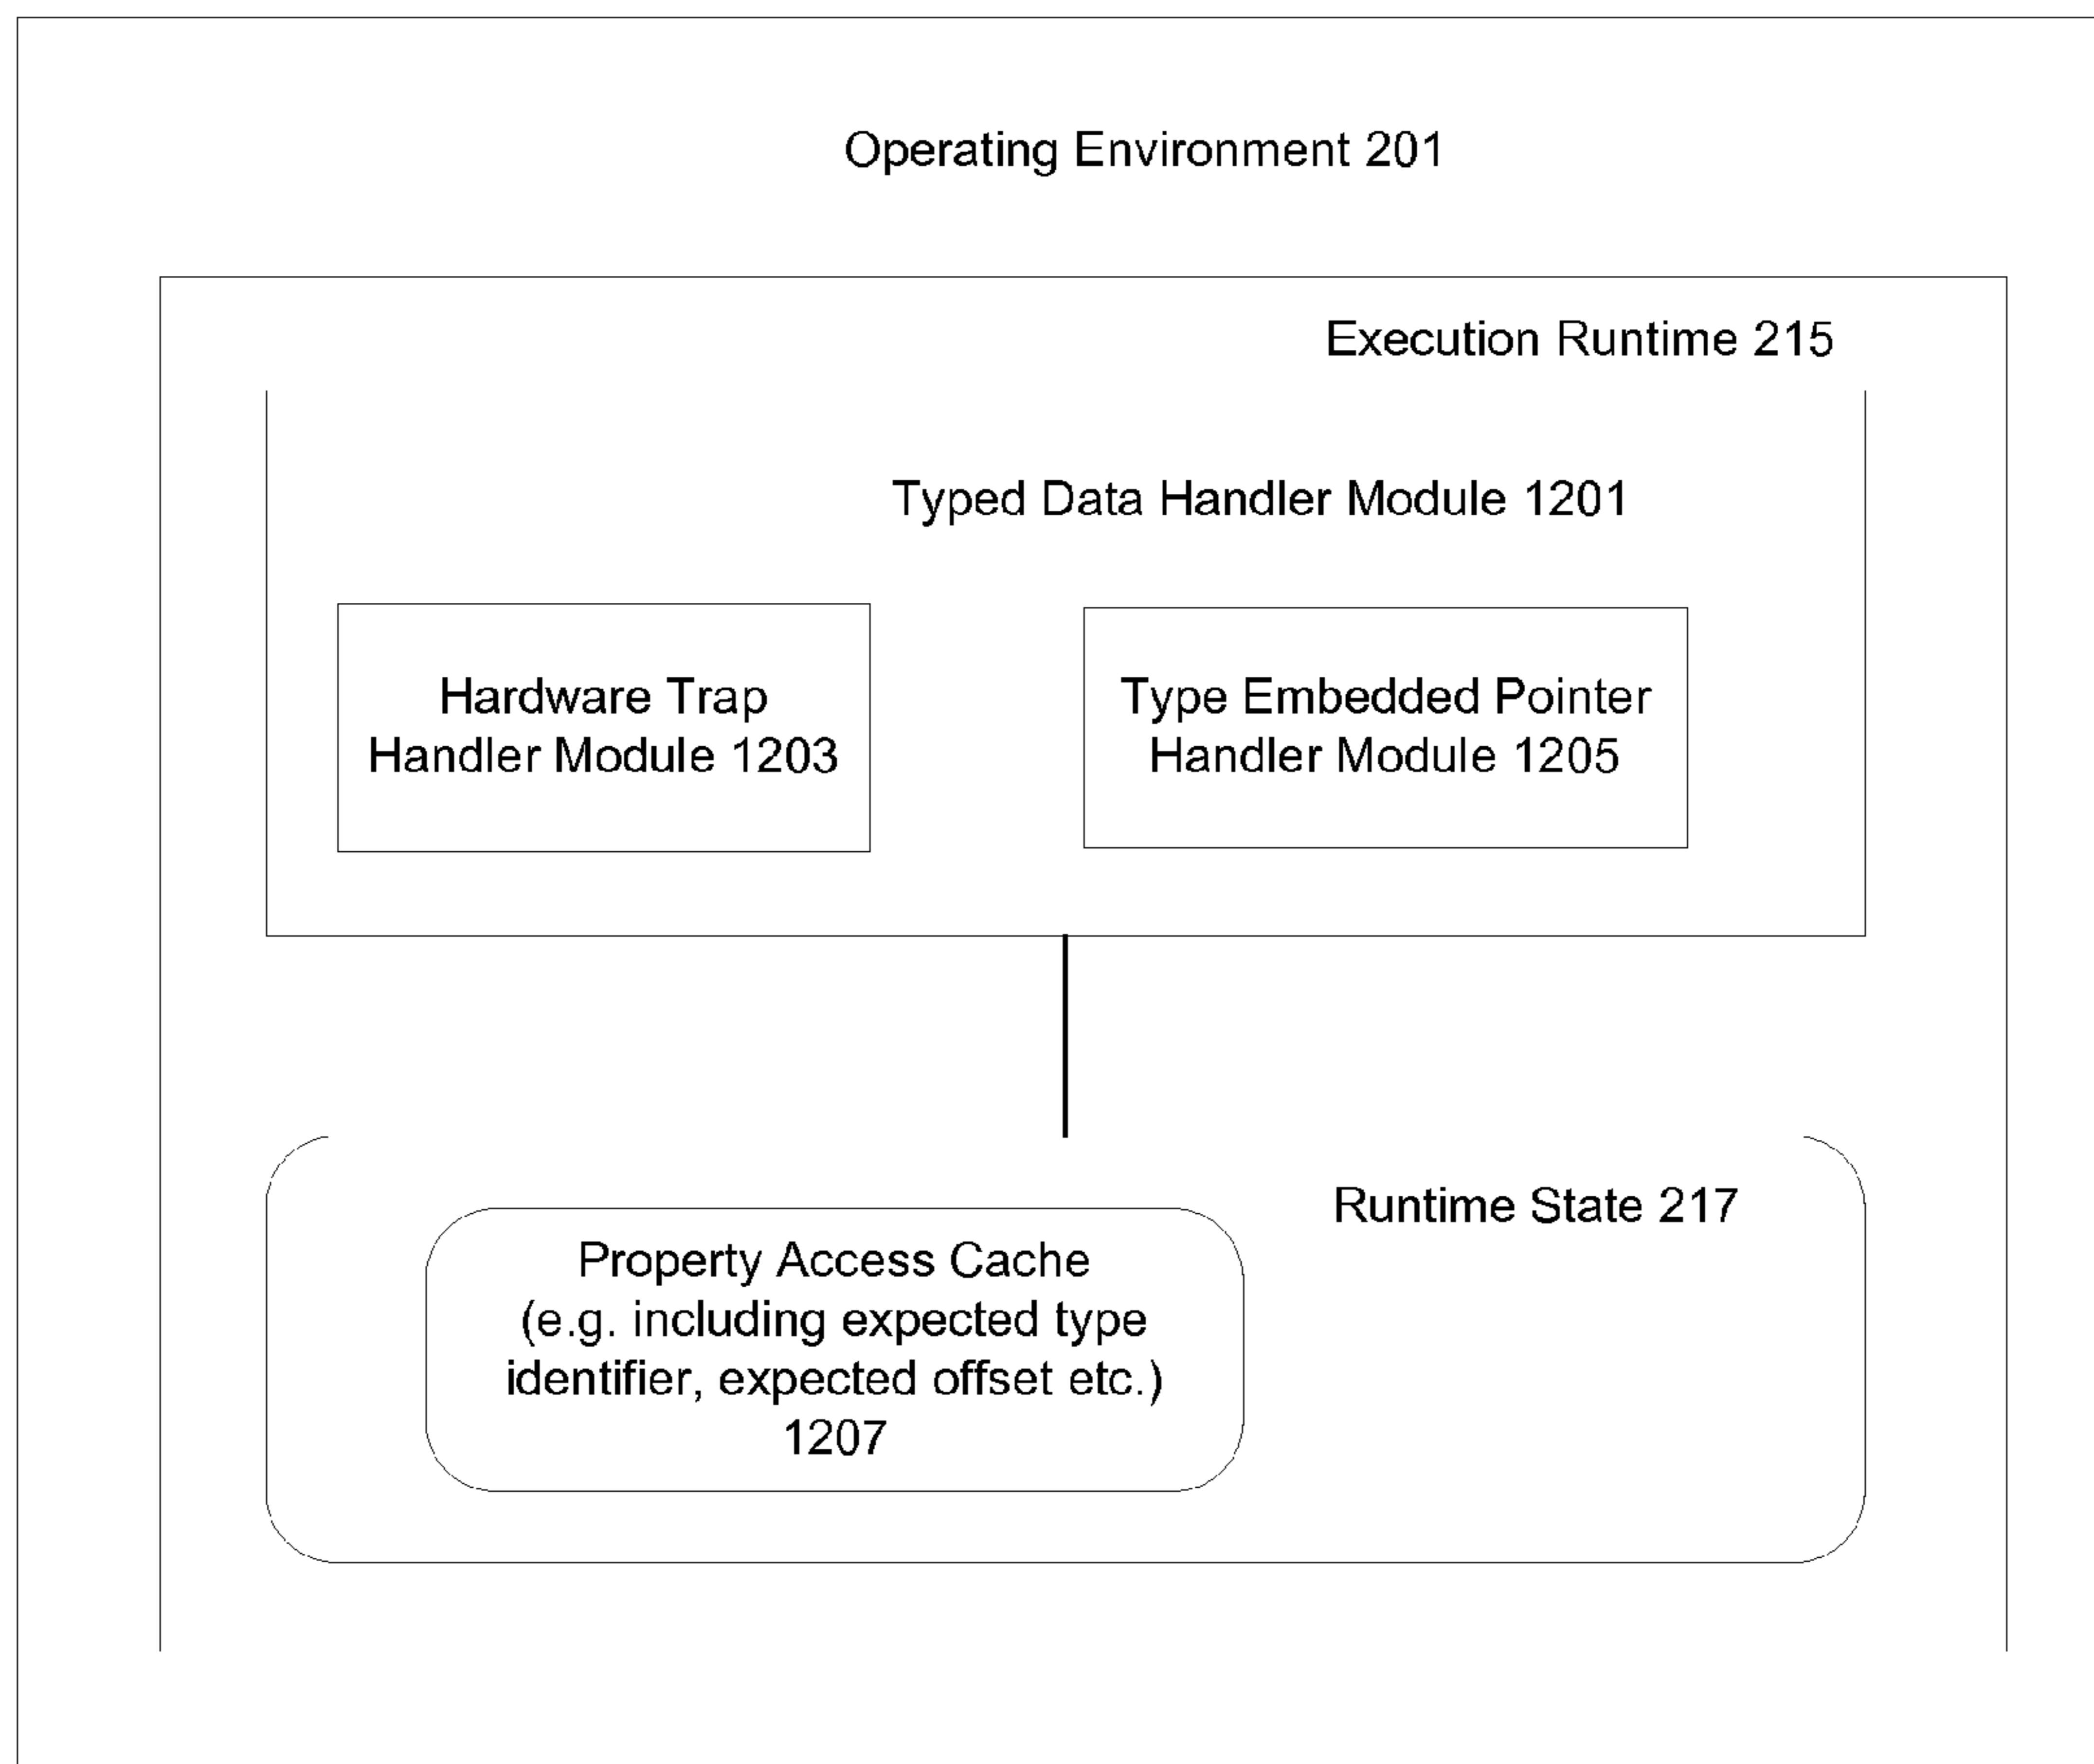 Operating Environment 201
Execution Runtime 215
Typed Data Handler Module 1201
Hardware Trap
Handler Module 1203
Type Embedded Pointer
Handler Module 1205
Runtime State 217
Property Access Cache
(e.g. including expected type
identifier, expected offset etc.)
1207